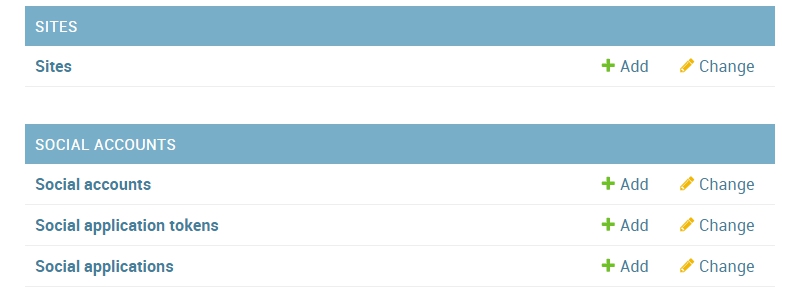 SITES
Sites Add Change
SOCIAL ACCOUNTS
Social accounts Add Change
Social application tokens Add Change
Social applications Add Change